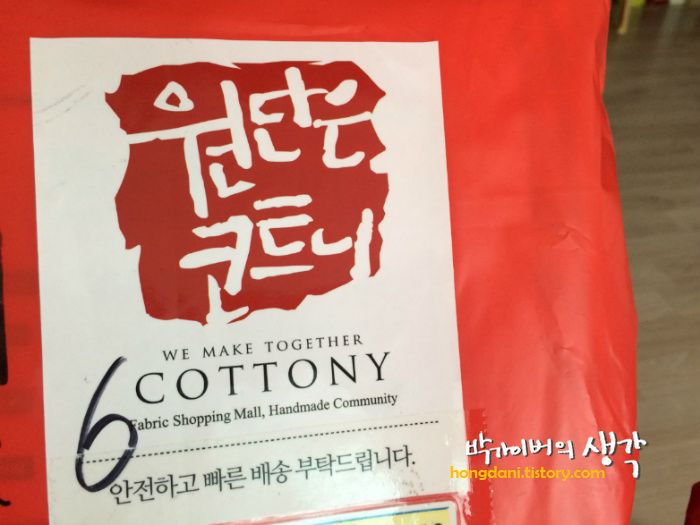 원단은
코튼니
WE MAKE TOGETHER
COTTONY
Fabric Shopping Mall, Handmade Community
6
안전하고 빠른 배송 부탁드립니다.
박가이버의 생각
hongdani.tistory.com